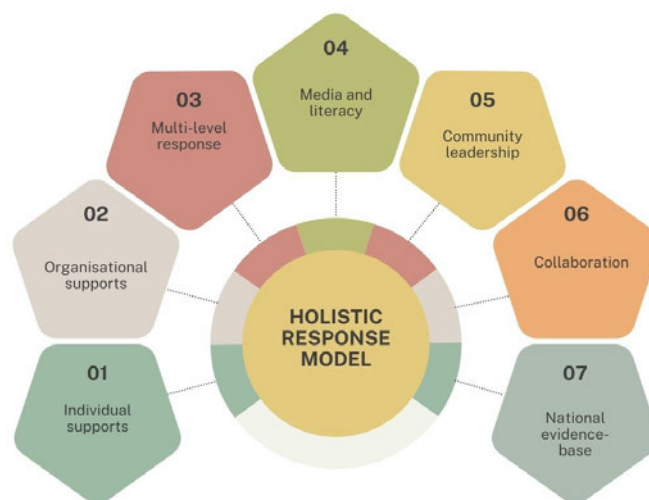 04
Media and
literacy
03
Multi-level
response
05
Community
leadership
02
Organisational
supports
06
Collaboration
HOLISTIC
RESPONSE
MODEL
01
Individual
supports
07
National
evidence-
base